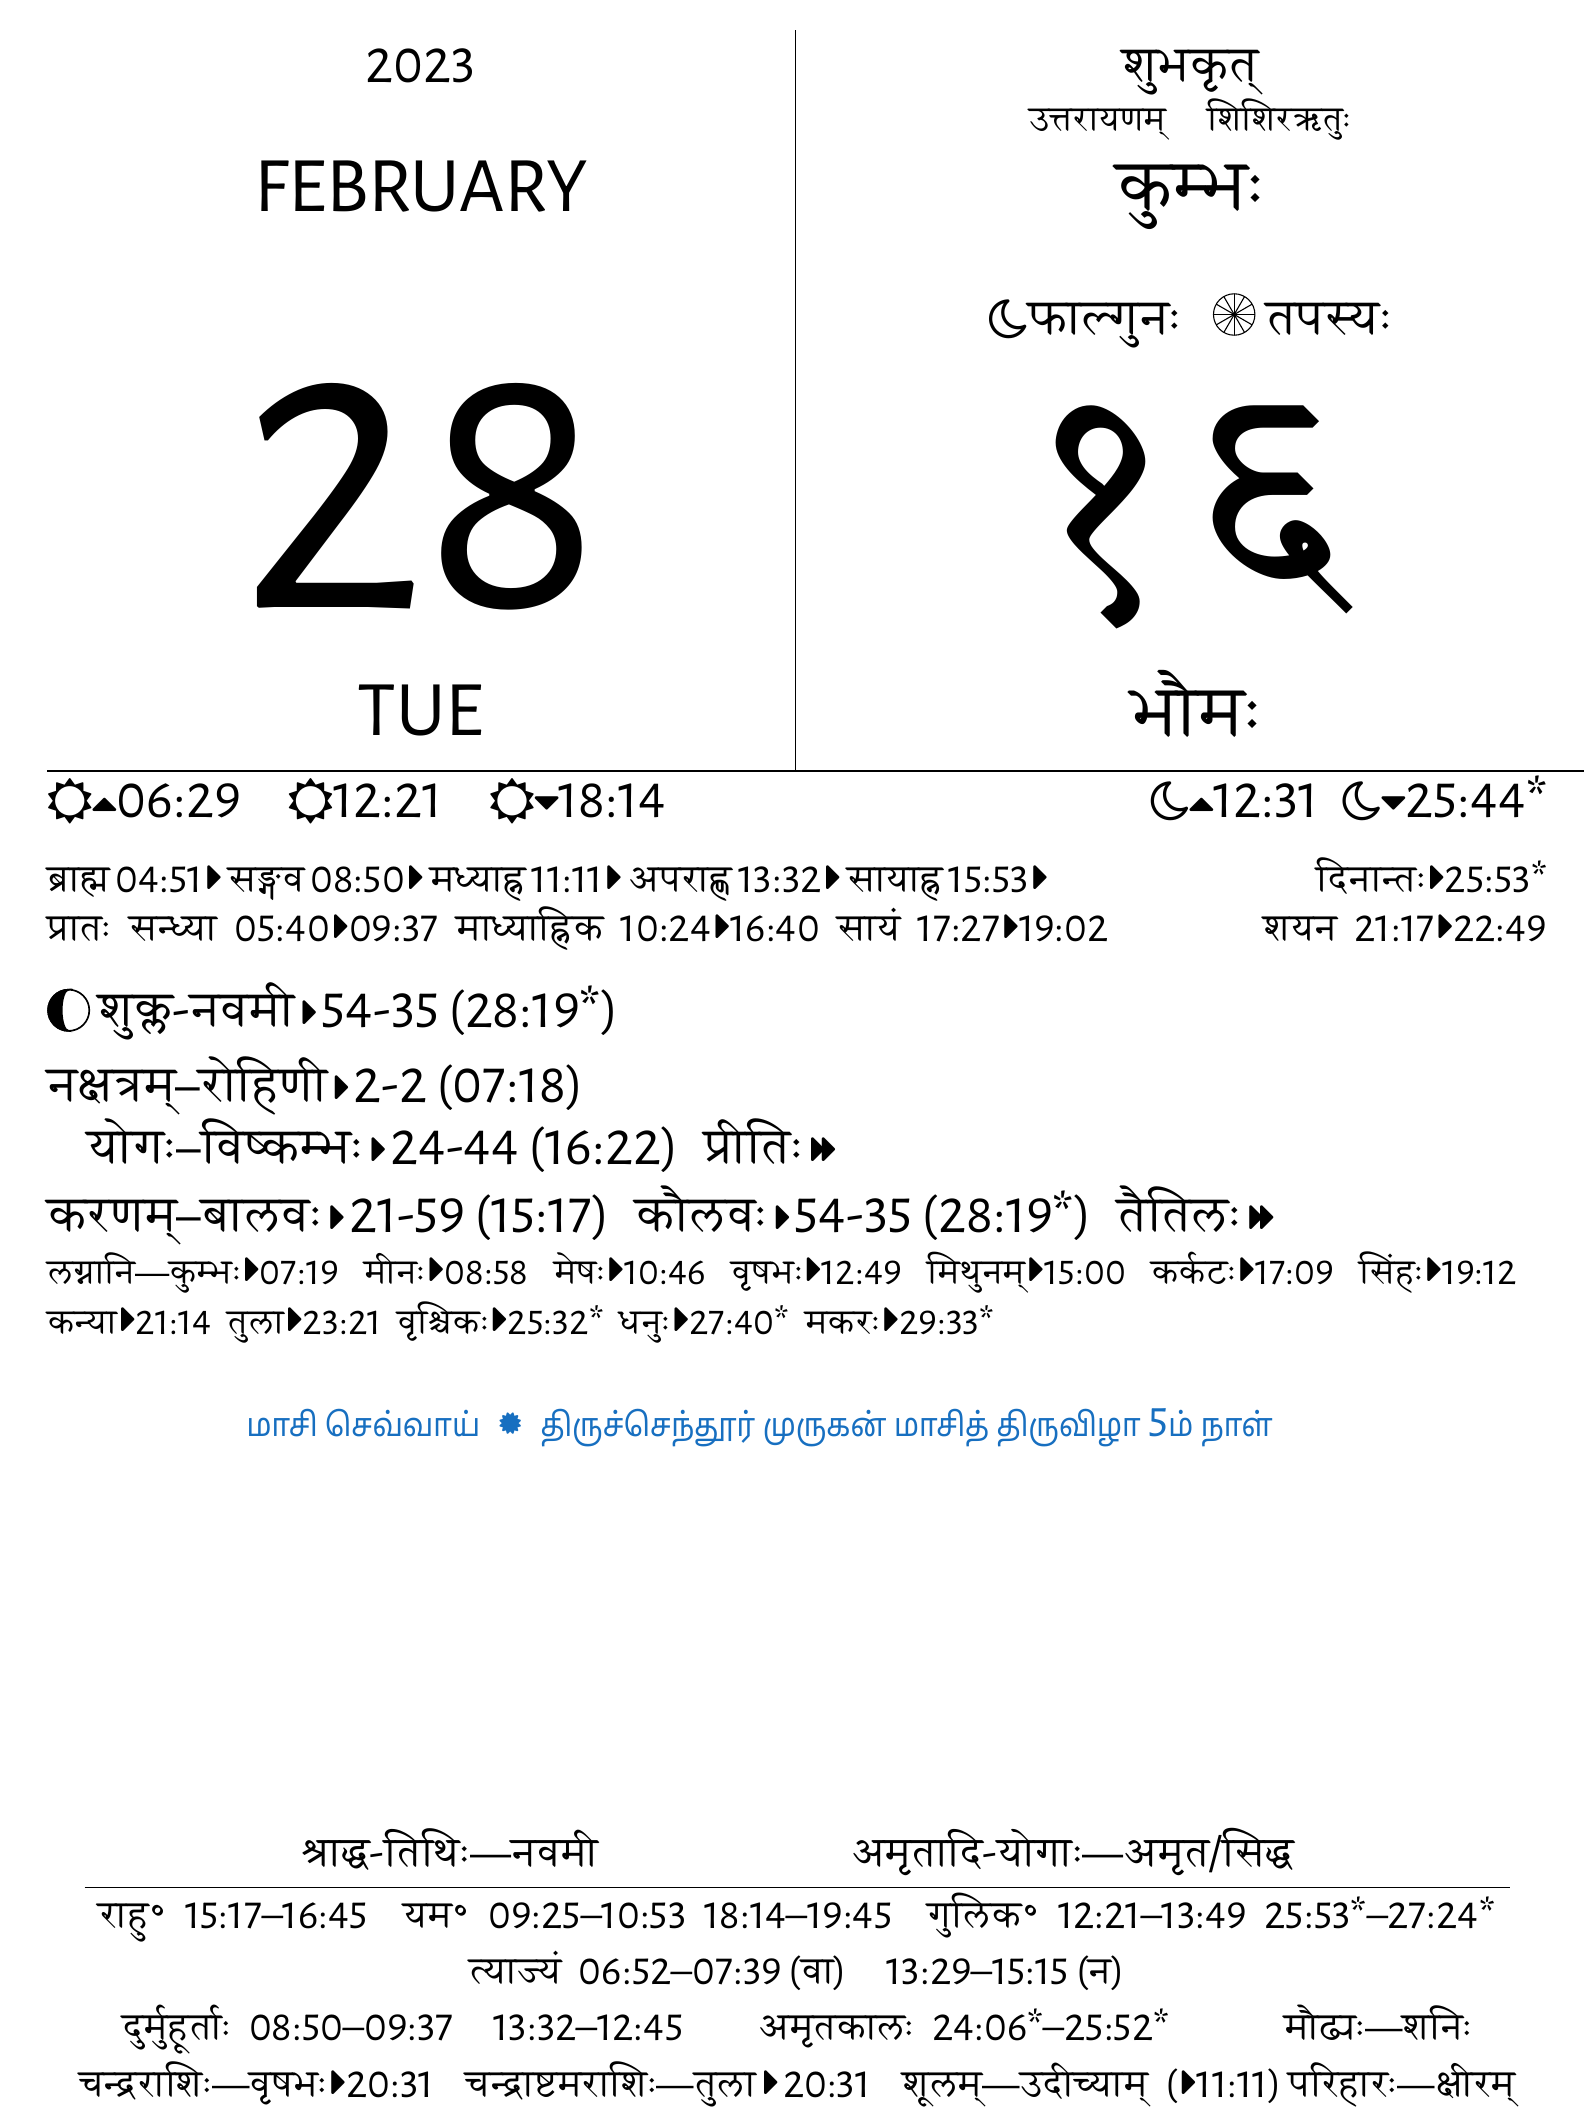 2023
FEBRUARY
28
TUE
शुभकृत्
उत्तरायणम् शिशिरऋतुः
कुम्भः
फाल्गुनः तपस्यः
१६
भौमः
06:29 12:21 18:14 12:31 25:44*
ब्राह्म 04:51 सङ्गव 08:50 मध्याह्न 11:11 अपराह्ण 13:32 सायाह्न 15:53 दिनान्तः 25:53*
प्रातः सन्ध्या 05:40 09:37 माध्याह्निक 10:24 16:40 सायं 17:27 19:02 शयन 21:17 22:49
शुक्ल-नवमी 54-35 (28:19*)
नक्षत्रम्–रोहिणी 2-2 (07:18)
योगः–विष्कम्भः 24-44 (16:22) प्रीतिः
करणम्–बालवः 21-59 (15:17) कौलवः 54-35 (28:19*) तैतिलः
लग्नानि—कुम्भः 07:19 मीनः 08:58 मेषः 10:46 वृषभः 12:49 मिथुनम् 15:00 कर्कटः 17:09 सिंहः 19:12
कन्या 21:14 तुला 23:21 वृश्चिकः 25:32* धनुः 27:40* मकरः 29:33*
மாசி செவ்வாய் ✹ திருச்செந்தூர் முருகன் மாசித் திருவிழா 5ம் நாள்
श्राद्ध-तिथिः—नवमी अमृतादि-योगाः—अमृत/सिद्ध
राहु॰ 15:17–16:45 यम॰ 09:25–10:53 18:14–19:45 गुलिक॰ 12:21–13:49 25:53*–27:24*
त्याज्यं 06:52–07:39 (वा) 13:29–15:15 (न)
दुर्मुहूर्ताः 08:50–09:37 13:32–12:45 अमृतकालः 24:06*–25:52* मौढ्यः—शनिः
चन्द्रराशिः—वृषभः 20:31 चन्द्राष्टमराशिः—तुला 20:31 शूलम्—उदीच्याम् (11:11) परिहारः—क्षीरम्